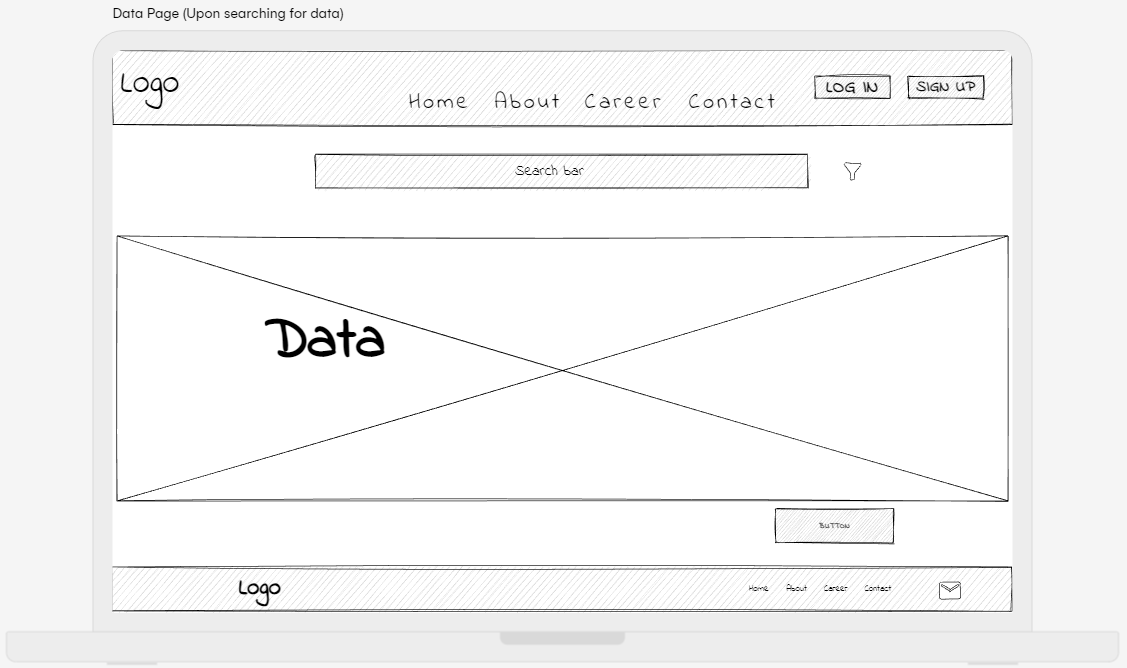 Data Page (Upon searching for data)
Logo
Home About Career Contact
LOG IN
SIGN UP
Search bar
Data
BUTTON
Logo
Home About Career Contact